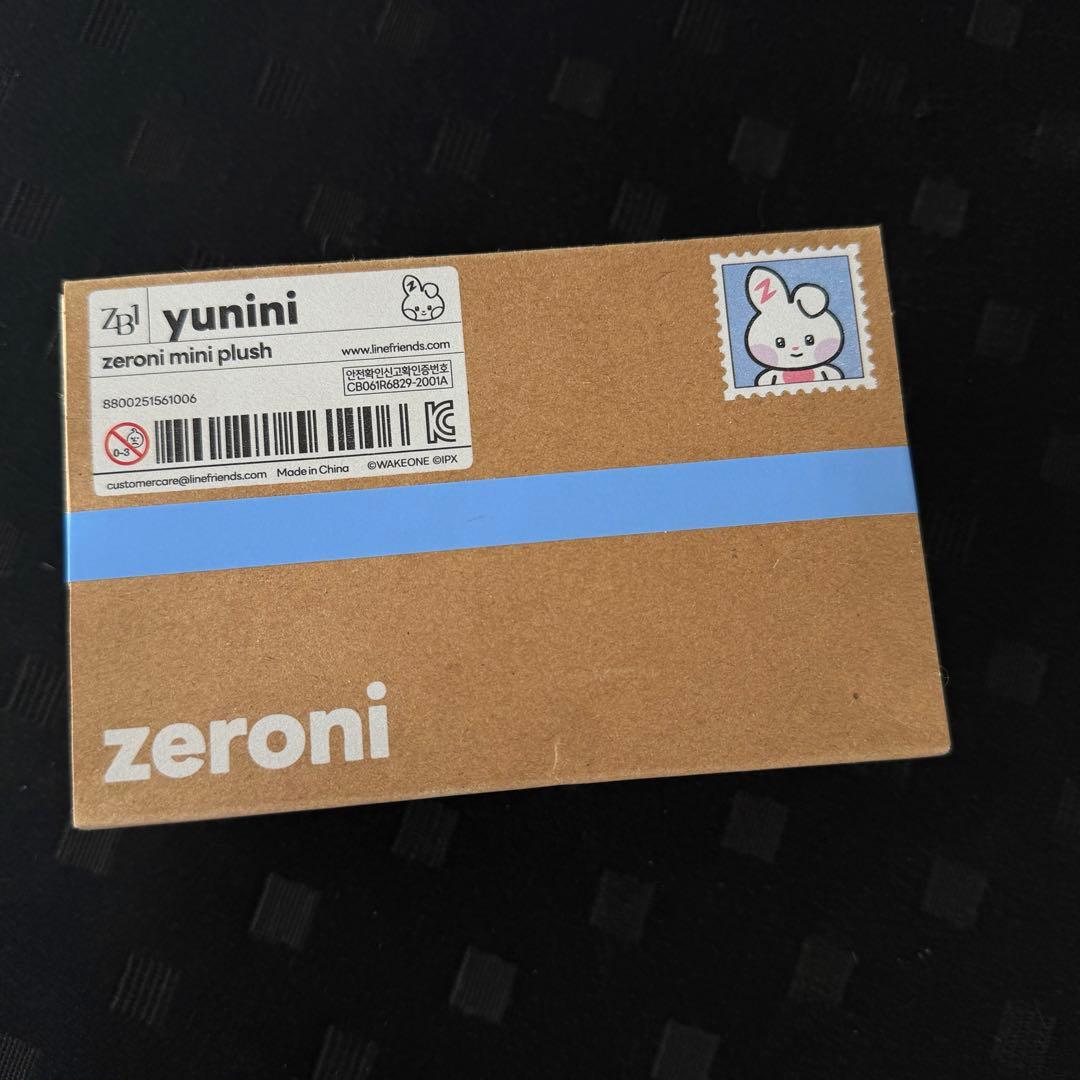 ZB1 yunini
zeroni mini plush
www.linefriends.com
안전확인신고확인증번호
CB061R6829-2001A
8800251561006
0-3
KC
customercare@linefriends.com Made in China ©WAKEONE ©IPX
Z
zeroni